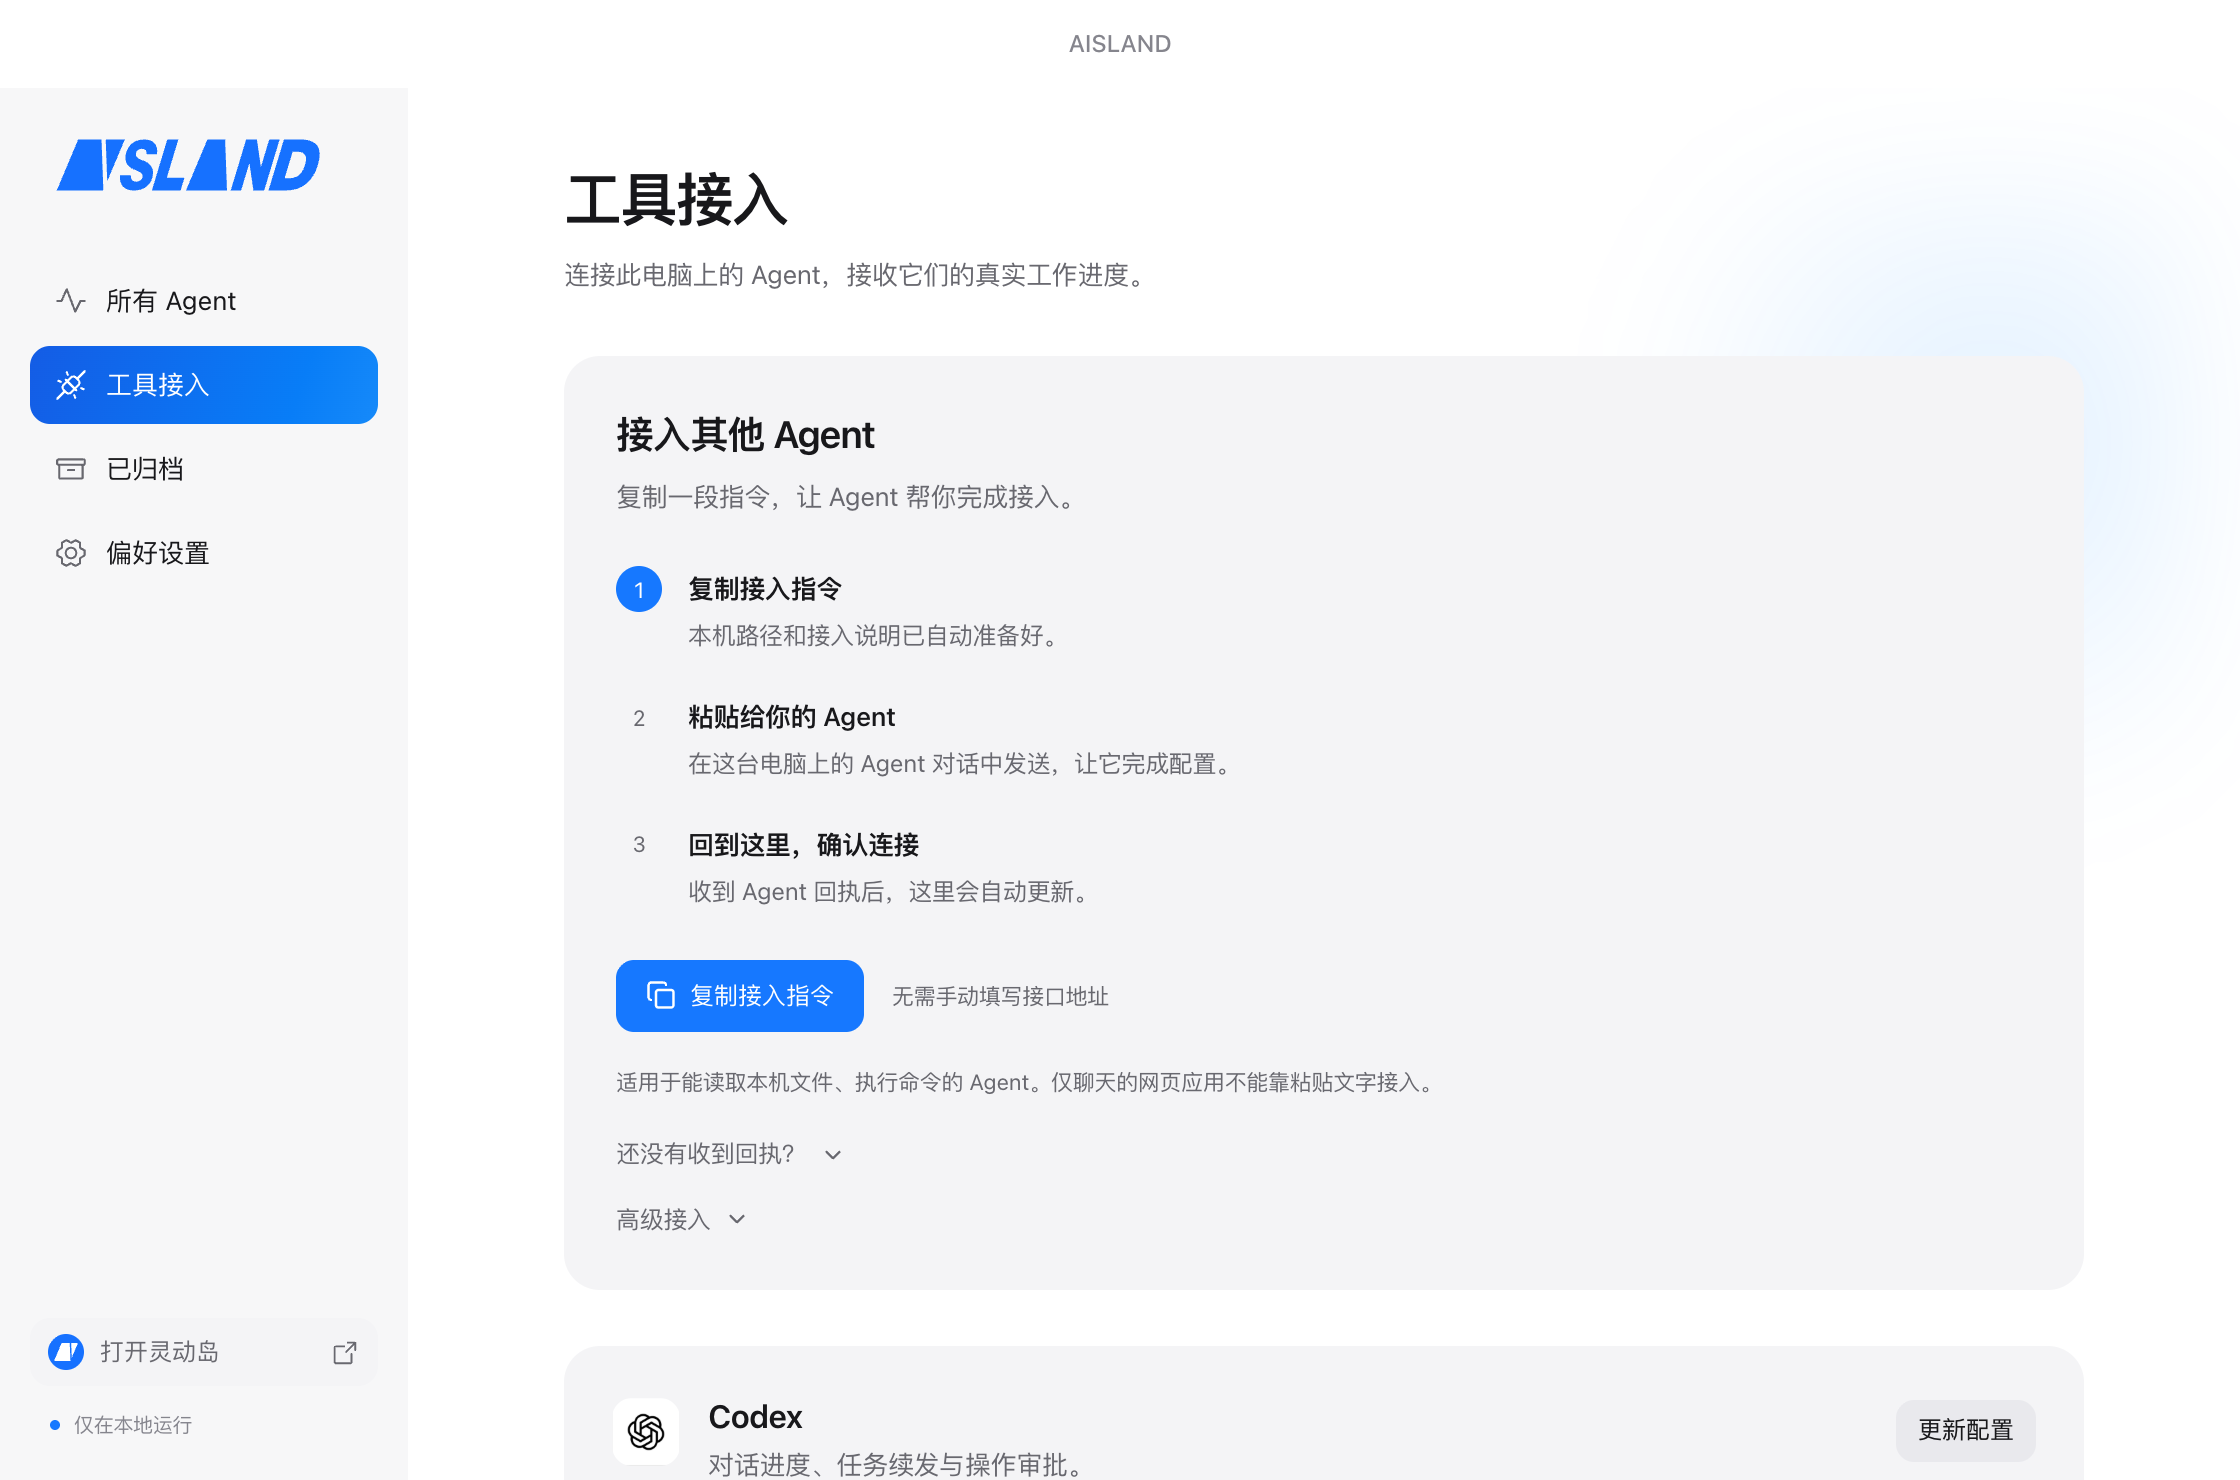 AISLAND
AISLAND
所有 Agent
工具接入
已归档
偏好设置
打开灵动岛
仅在本地运行
工具接入
连接此电脑上的 Agent，接收它们的真实工作进度。
接入其他 Agent
复制一段指令，让 Agent 帮你完成接入。
1
复制接入指令
本机路径和接入说明已自动准备好。
2
粘贴给你的 Agent
在这台电脑上的 Agent 对话中发送，让它完成配置。
3
回到这里，确认连接
收到 Agent 回执后，这里会自动更新。
复制接入指令 无需手动填写接口地址
适用于能读取本机文件、执行命令的 Agent。仅聊天的网页应用不能靠粘贴文字接入。
还没有收到回执？
高级接入
Codex
对话进度、任务续发与操作审批。
更新配置